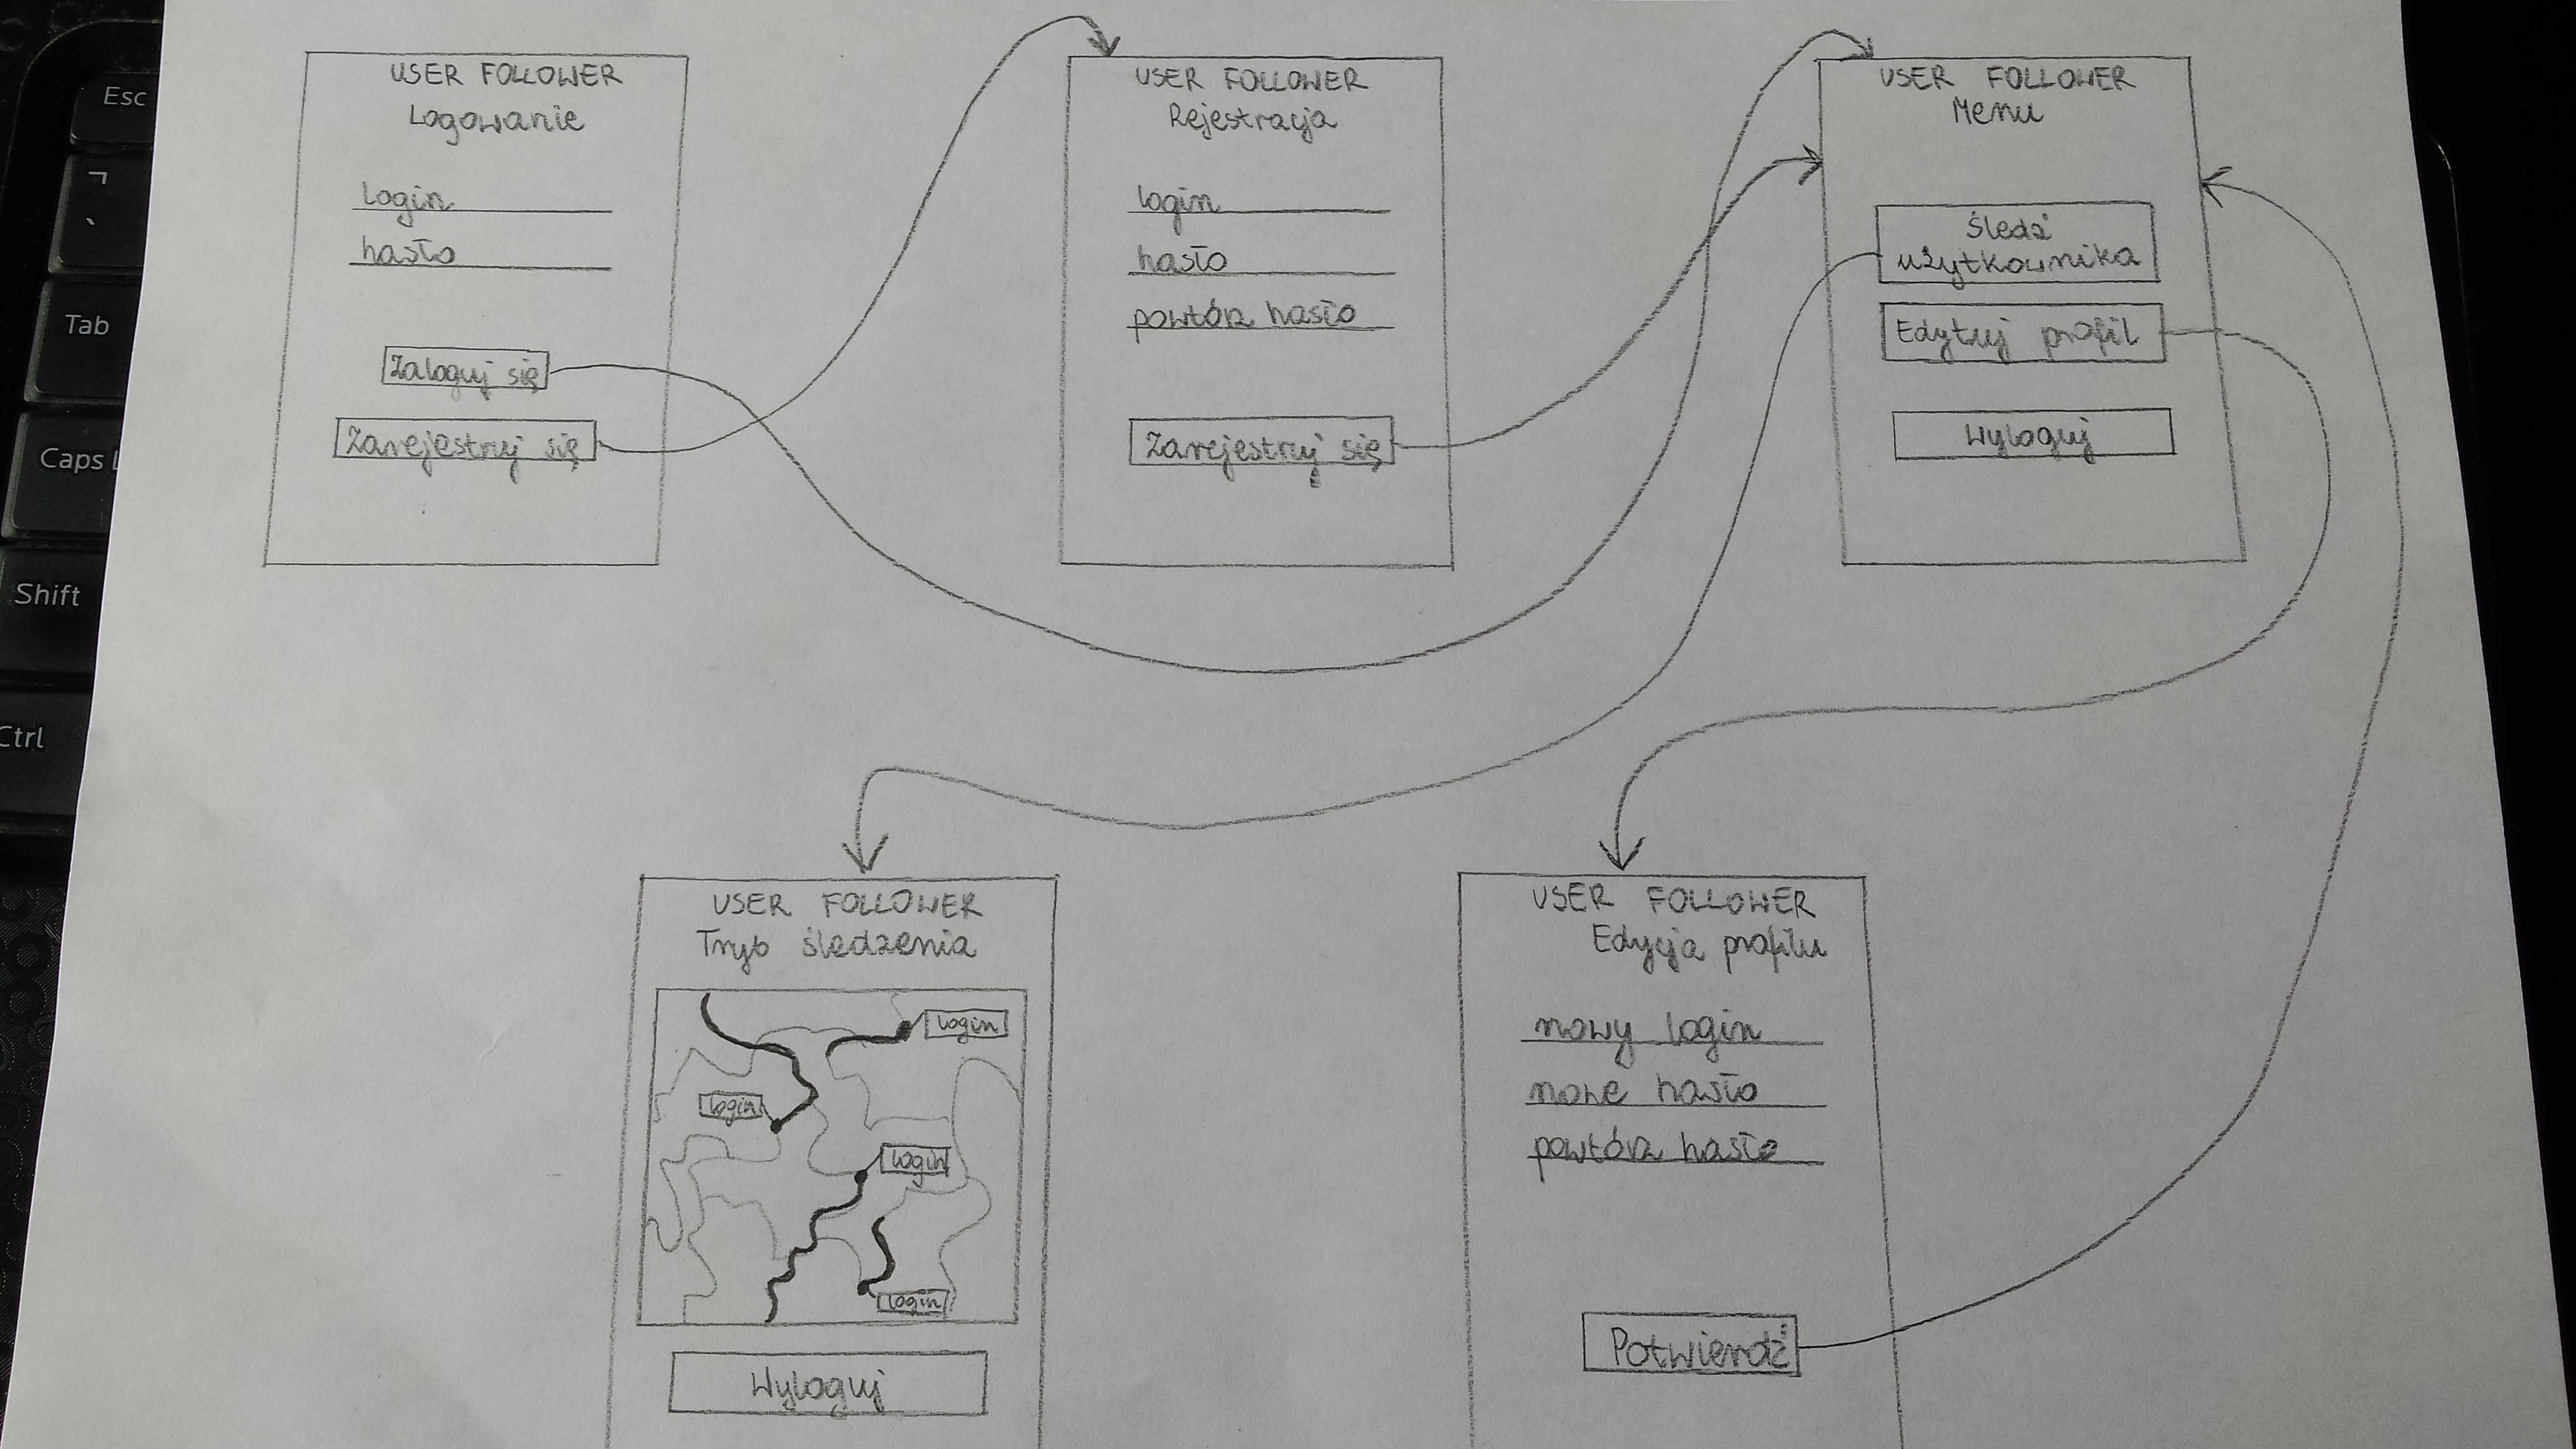 USER FOLLOWER
Logowanie
login
hasło
Zaloguj się
Zarejestruj się
USER FOLLOWER
Rejestracja
login
hasło
powtórz hasło
Zarejestruj się
USER FOLLOWER
Menu
Śledź
użytkownika
Edytuj profil
Wyloguj
USER FOLLOWER
Tryb śledzenia
login
login
login
login
Wyloguj
USER FOLLOWER
Edycja profilu
nowy login
nowe hasło
powtórz hasło
Potwierdź
Esc
¬
`
Tab
Caps L
Shift
Ctrl